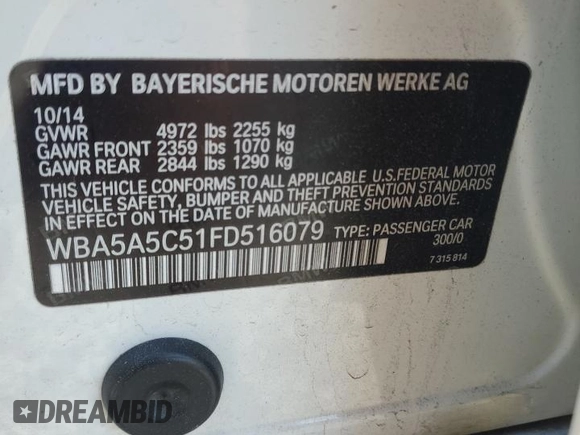 MFD BY BAYERISCHE MOTOREN WERKE AG
10/14
GVWR 4972 lbs 2255 kg
GAWR FRONT 2359 lbs 1070 kg
GAWR REAR 2844 lbs 1290 kg
THIS VEHICLE CONFORMS TO ALL APPLICABLE U.S.FEDERAL MOTOR
VEHICLE SAFETY, BUMPER AND THEFT PREVENTION STANDARDS
IN EFFECT ON THE DATE OF MANUFACTURE SHOWN ABOVE.
WBA5A5C51FD516079 TYPE: PASSENGER CAR
300/0
7 315 814
DREAMBID